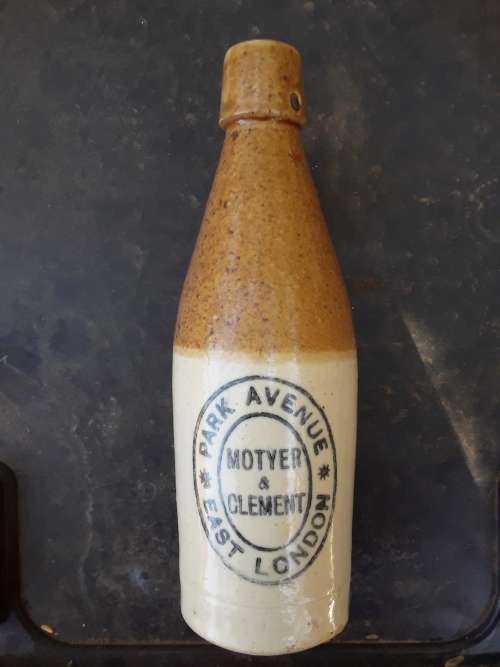 PARK AVENUE
MOTYER
&
CLEMENT
EAST LONDON